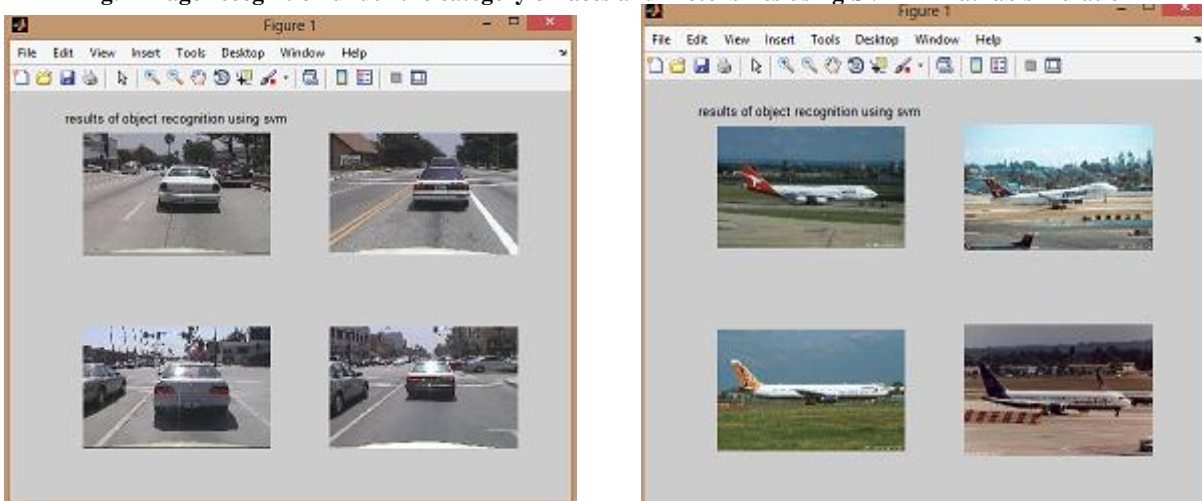 Figure 1
File Edit View Insert Tools Desktop Window Help
results of object recognition using svm
Figure 1
File Edit View Insert Tools Desktop Window Help
results of object recognition using svm